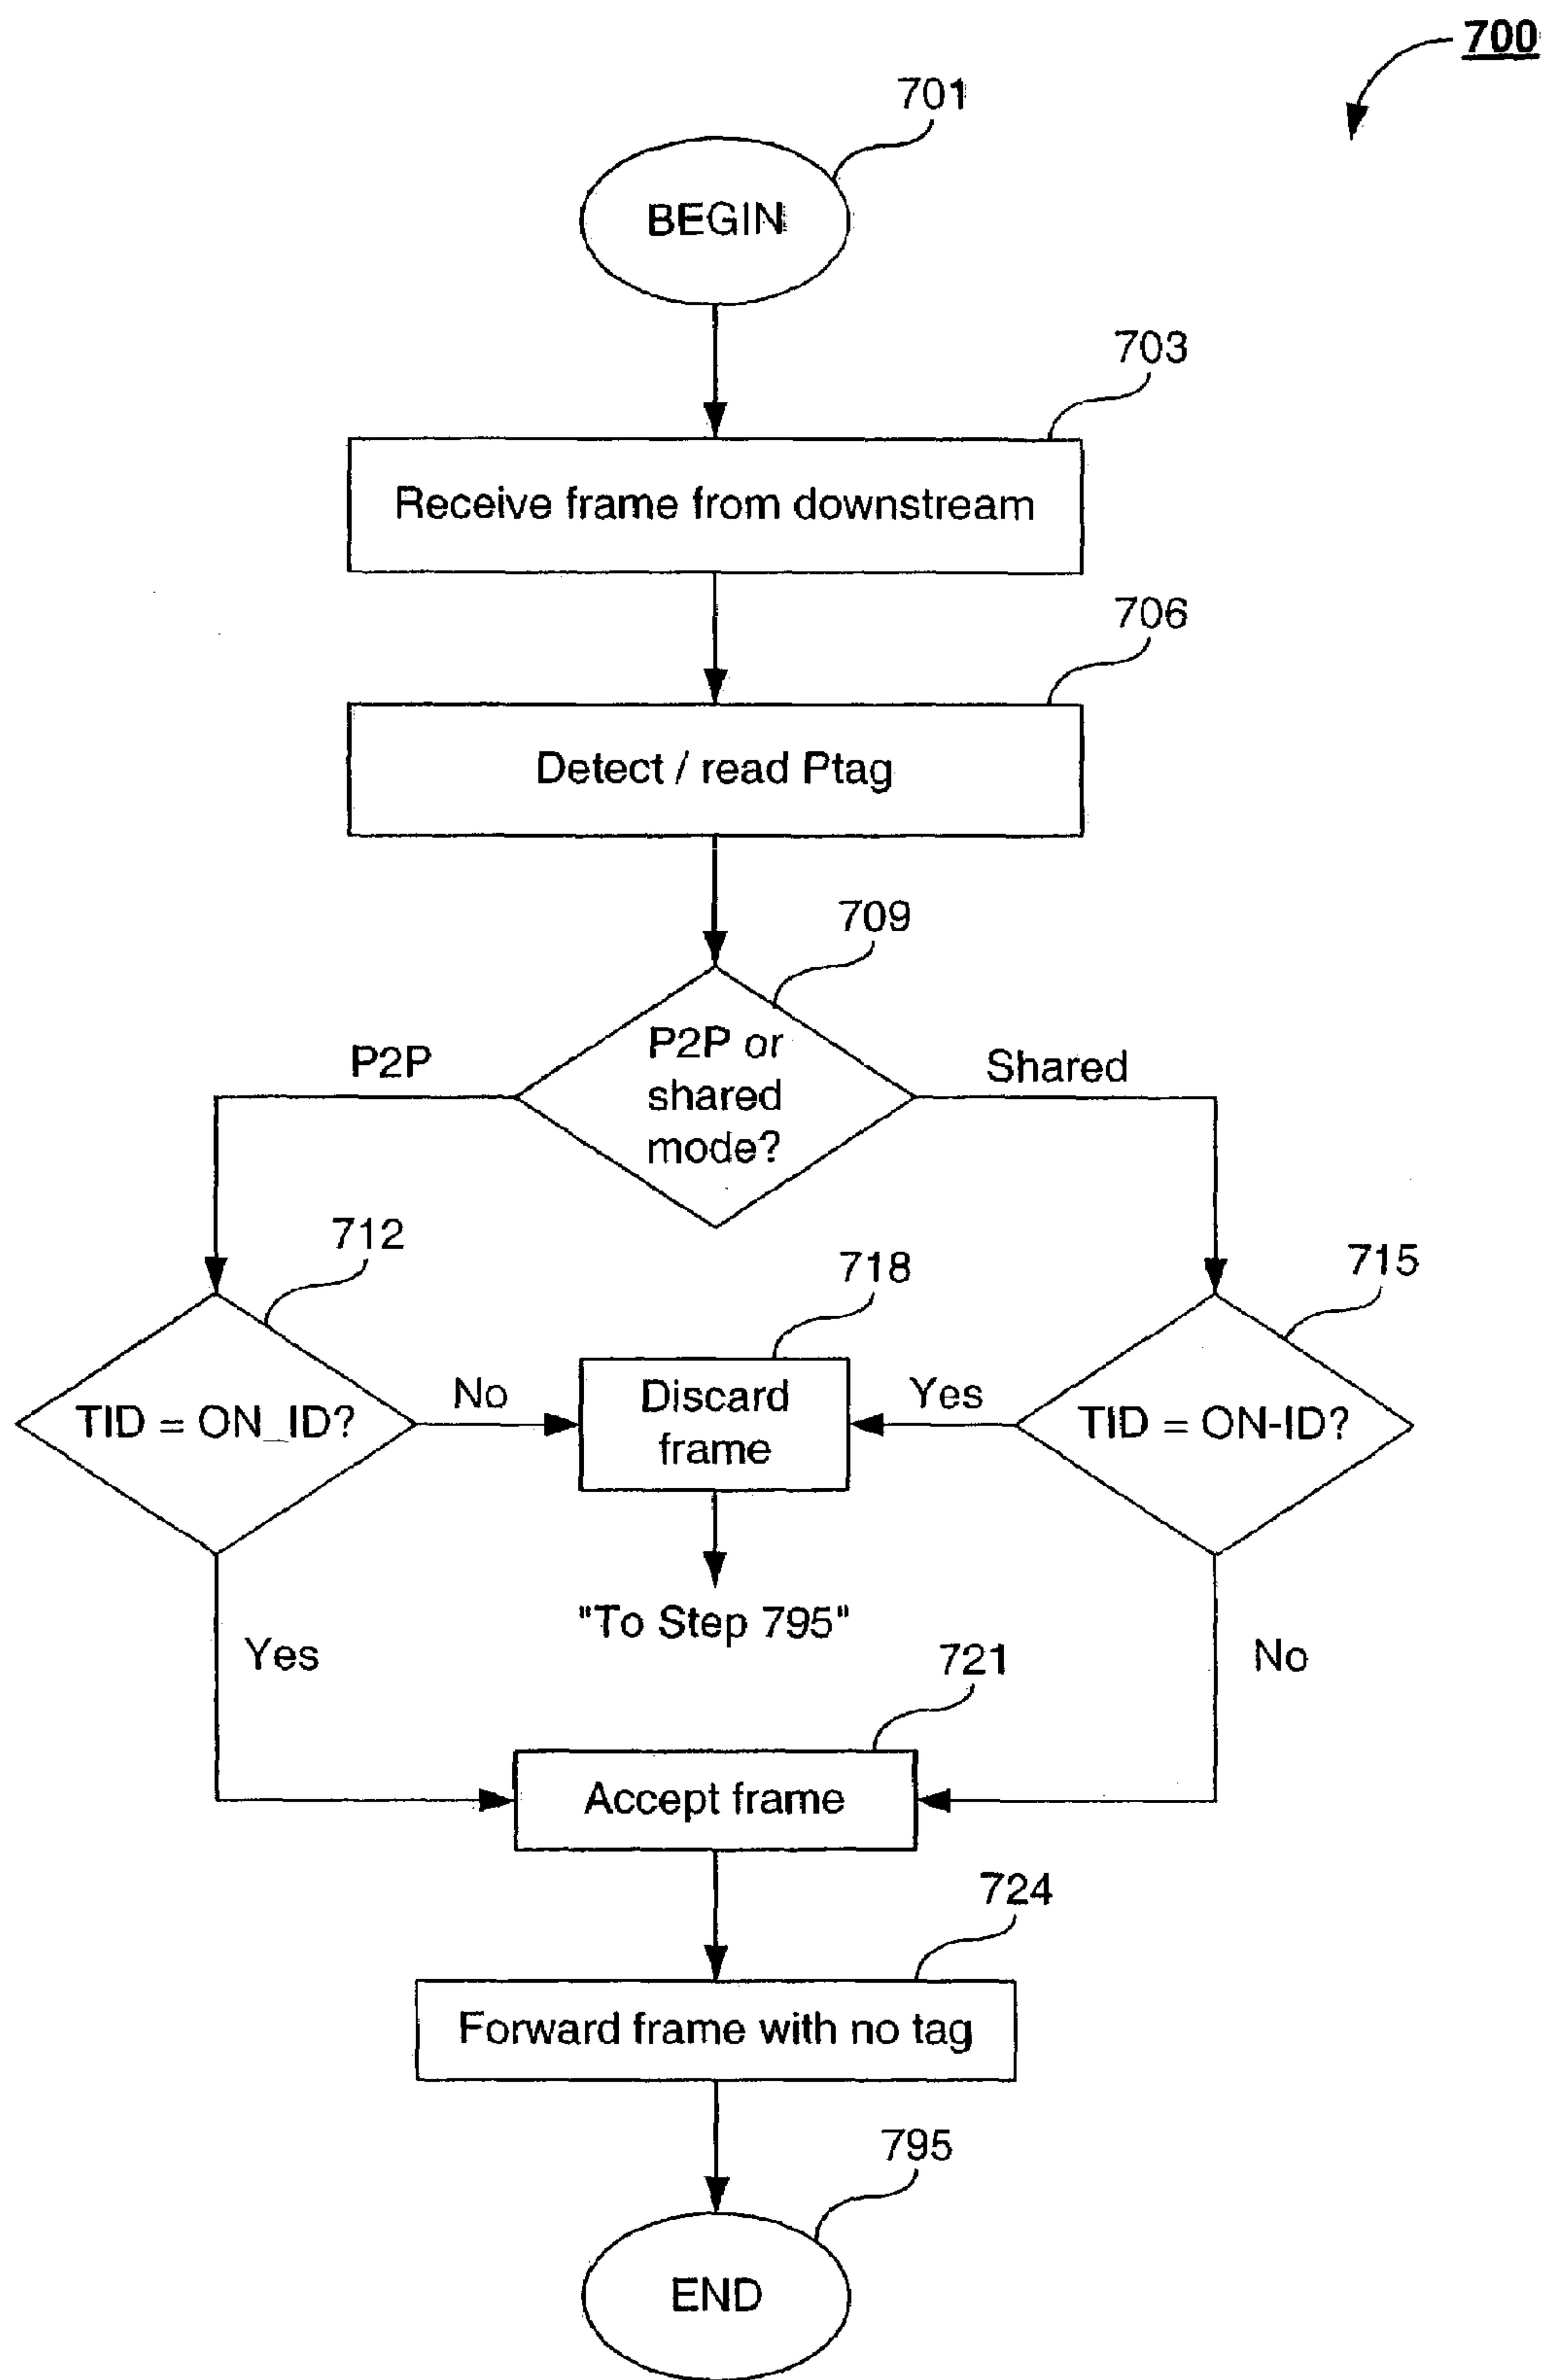 700
701
BEGIN
703
Receive frame from downstream
706
Detect / read Ptag
709
P2P or
shared
mode?
P2P
Shared
712
718
715
TID = ON_ID?
No
Discard
frame
Yes
TID = ON-ID?
"To Step 795"
Yes
721
No
Accept frame
724
Forward frame with no tag
795
END